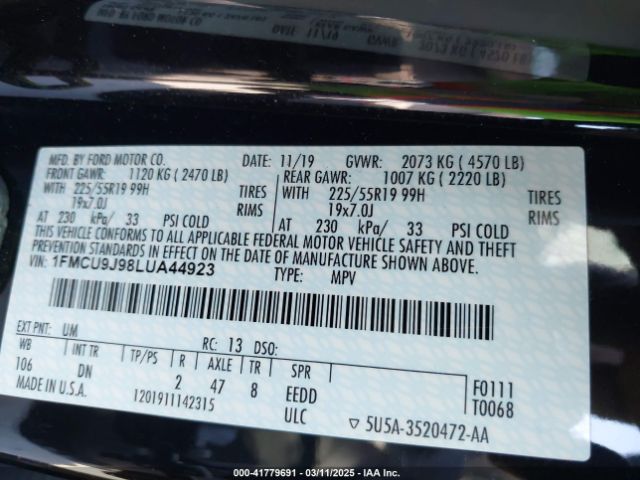 MFD. BY FORD MOTOR CO. DATE: 11/19 GVWR: 2073 KG ( 4570 LB)
FRONT GAWR: 1120 KG ( 2470 LB) REAR GAWR: 1007 KG ( 2220 LB)
WITH 225/55R19 99H TIRES WITH 225/55R19 99H TIRES
19x7.0J RIMS 19x7.0J RIMS
AT 230 kPa/ 33 PSI COLD AT 230 kPa/ 33 PSI COLD
THIS VEHICLE CONFORMS TO ALL APPLICABLE FEDERAL MOTOR VEHICLE SAFETY AND THEFT
PREVENTION STANDARDS IN EFFECT ON THE DATE OF MANUFACTURE SHOWN ABOVE.
VIN: 1FMCU9J98LUA44923 TYPE: MPV
EXT PNT: UM RC: 13 DSO:
WB INT TR TP/PS R AXLE TR SPR
106 DN 2 47 8 EEDD F0111
T0068
MADE IN U.S.A. 1201911142315 ULC 5U5A-3520472-AA
000-41779691 | 03/11/2025 | IAAI.COM